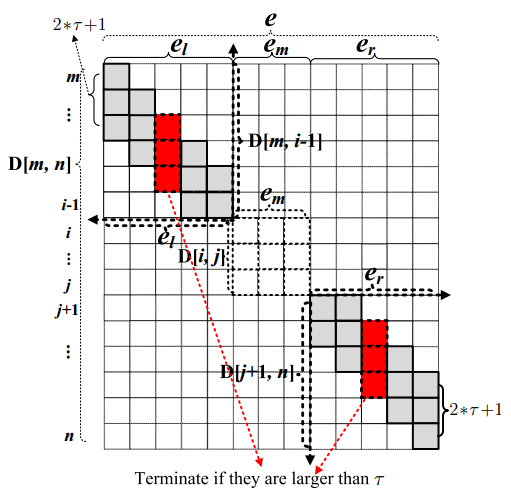 e
2*τ+1
e_l
e_m
e_r
m
⋮
D[m, i-1]
D[m, n]
e_m
i-1
i
e_l
D[i, j]
⋮
e_r
j
j+1
⋮
D[j+1, n]
2*τ+1
n
Terminate if they are larger than τ